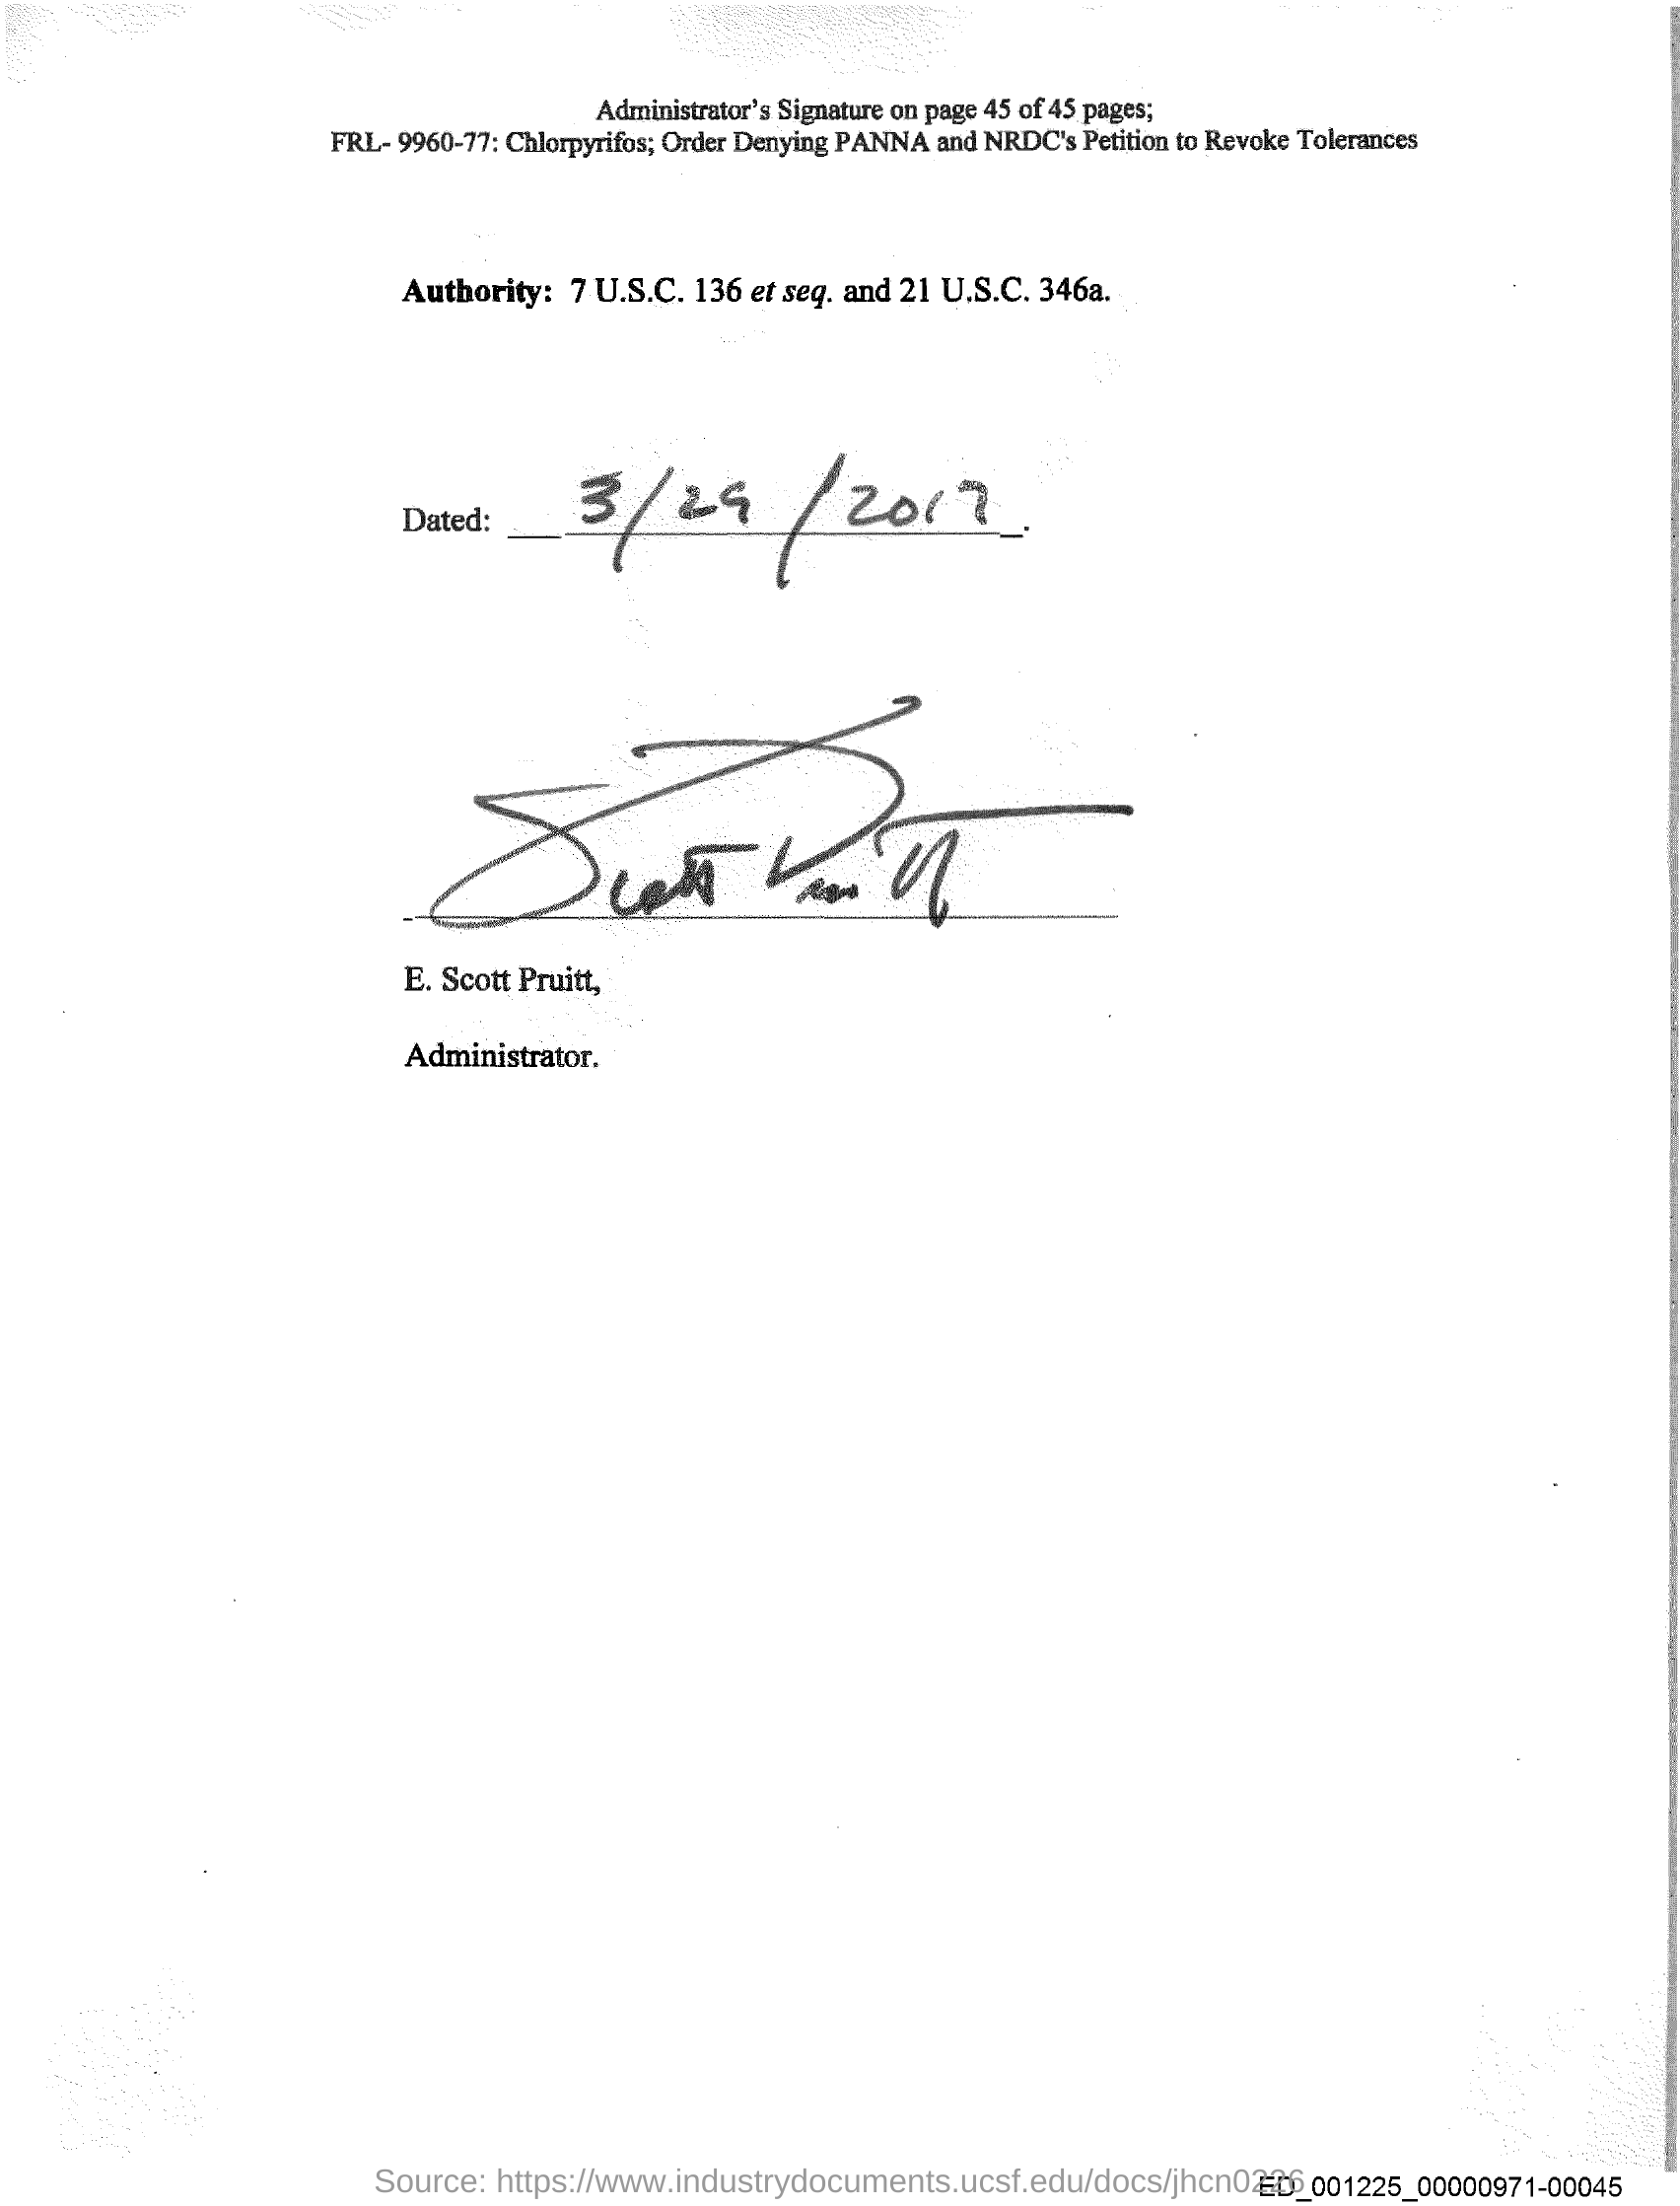 Administrator's Signature on page 45 of 45 pages;
FRL- 9960-77: Chlorpyrifos; Order Denying PANNA and NRDC's Petition to Revoke Tolerances
Authority: 7 U.S.C. 136 et seq. and 21 U.S.C. 346a.
Dated: 3/29/2017.
Scott Pruitt
E. Scott Pruitt,
Administrator.
Source: https://www.industrydocuments.ucsf.edu/docs/jhcn0226
ED_001225_00000971-00045